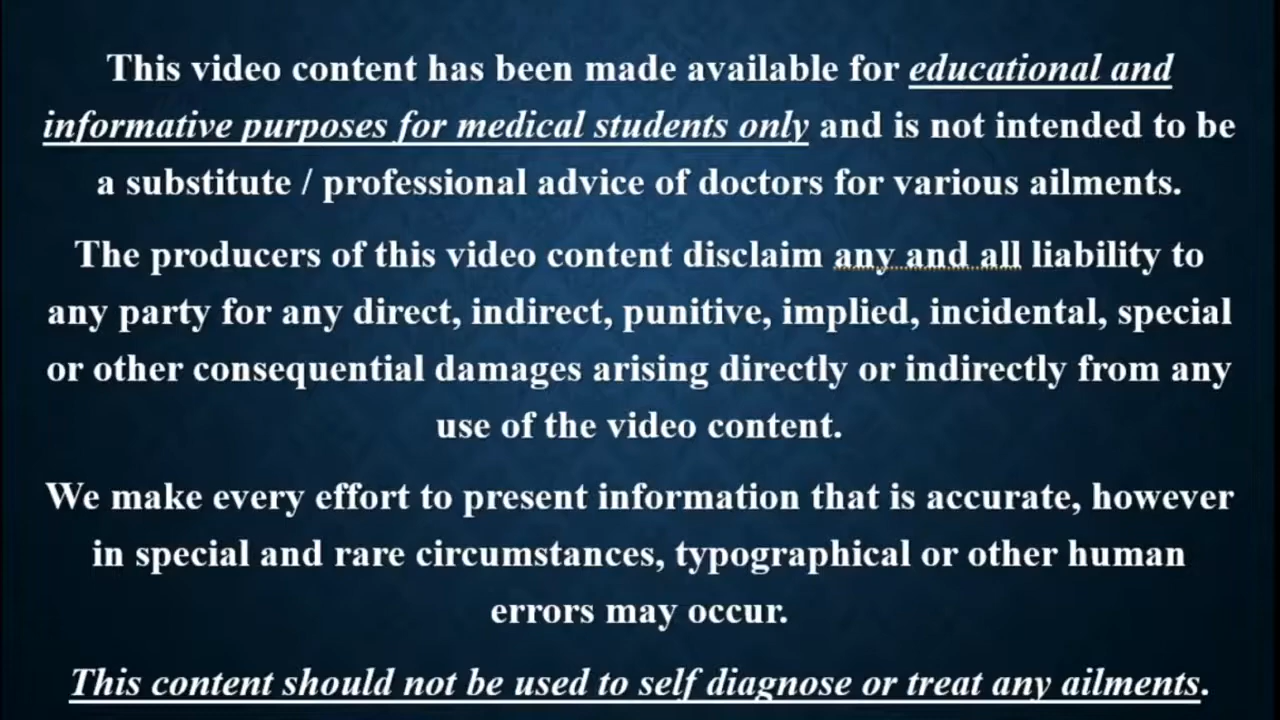 This video content has been made available for educational and
informative purposes for medical students only and is not intended to be
a substitute / professional advice of doctors for various ailments.
The producers of this video content disclaim any and all liability to
any party for any direct, indirect, punitive, implied, incidental, special
or other consequential damages arising directly or indirectly from any
use of the video content.
We make every effort to present information that is accurate, however
in special and rare circumstances, typographical or other human
errors may occur.
This content should not be used to self diagnose or treat any ailments.